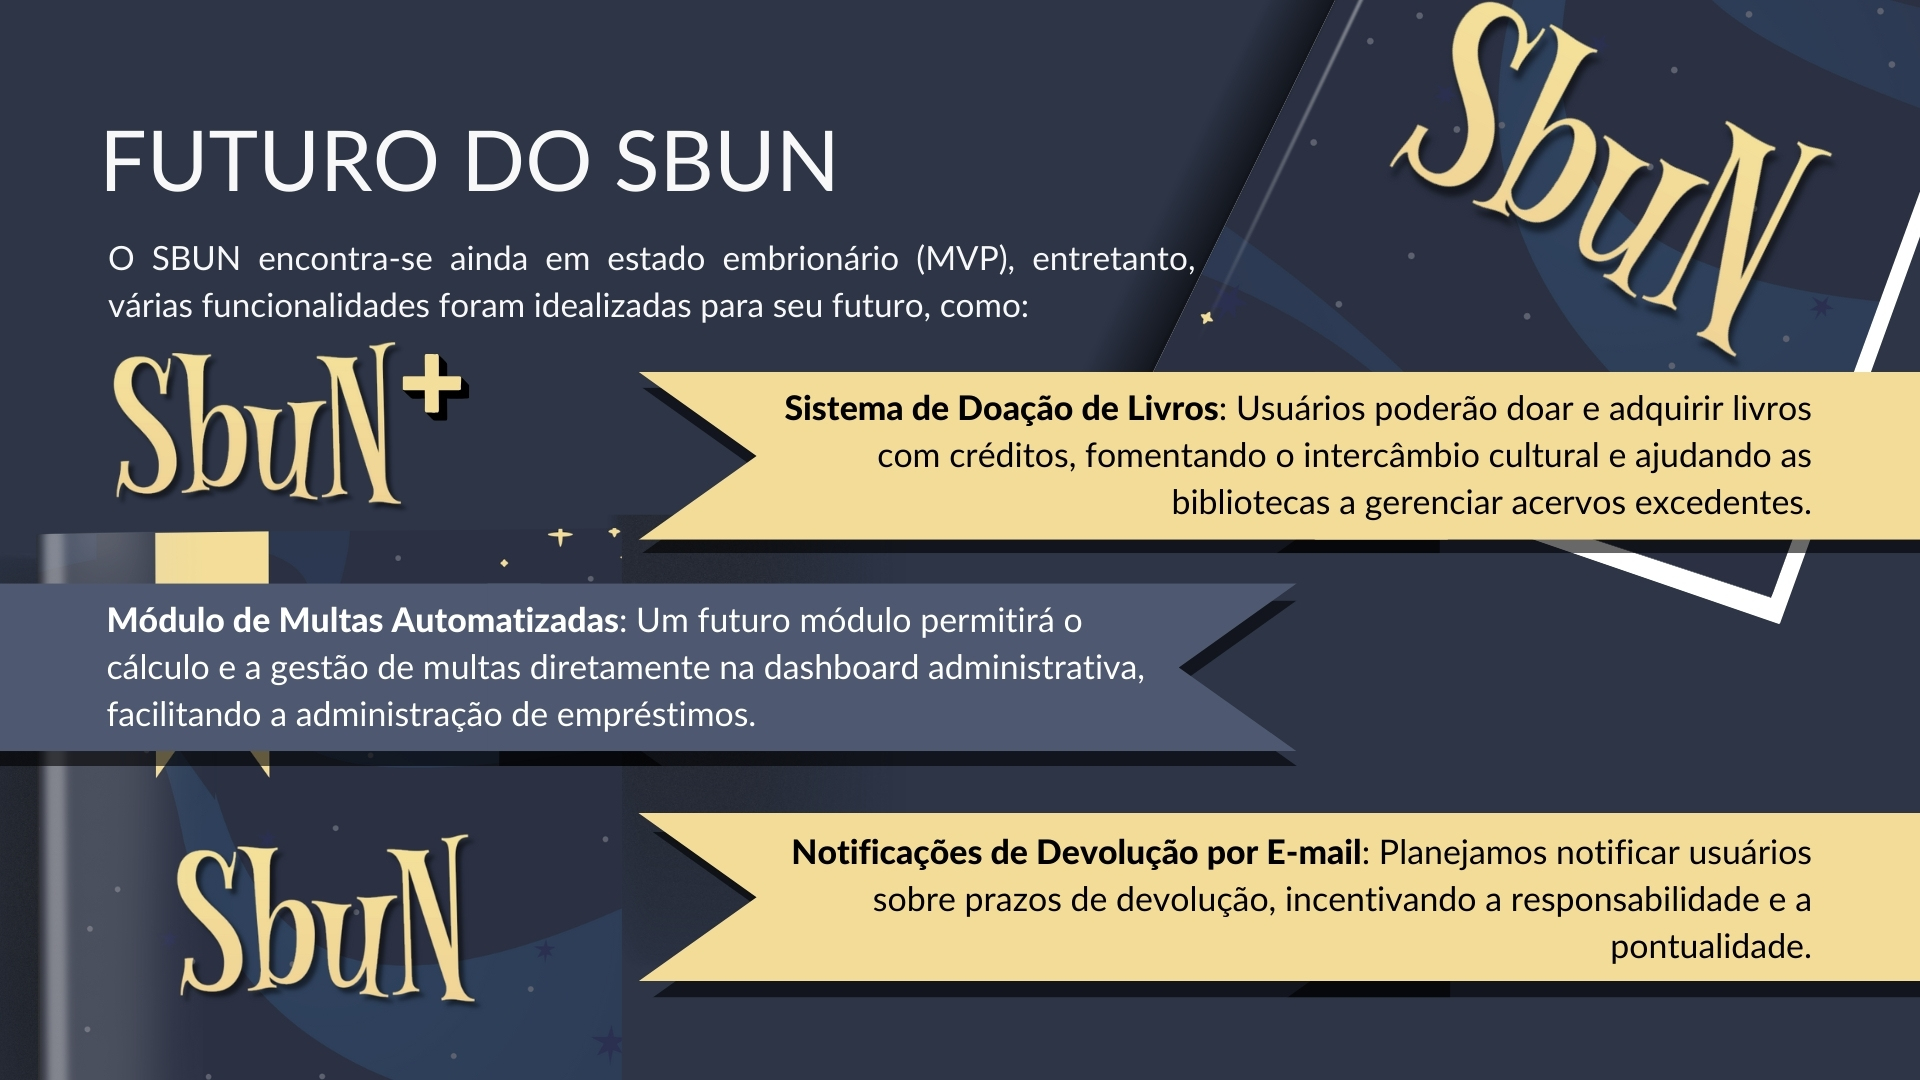 SbuN
FUTURO DO SBUN
O SBUN encontra-se ainda em estado embrionário (MVP), entretanto,
várias funcionalidades foram idealizadas para seu futuro, como:
SbuN+
Sistema de Doação de Livros: Usuários poderão doar e adquirir livros
com créditos, fomentando o intercâmbio cultural e ajudando as
bibliotecas a gerenciar acervos excedentes.
Módulo de Multas Automatizadas: Um futuro módulo permitirá o
cálculo e a gestão de multas diretamente na dashboard administrativa,
facilitando a administração de empréstimos.
Notificações de Devolução por E-mail: Planejamos notificar usuários
sobre prazos de devolução, incentivando a responsabilidade e a
pontualidade.
SbuN